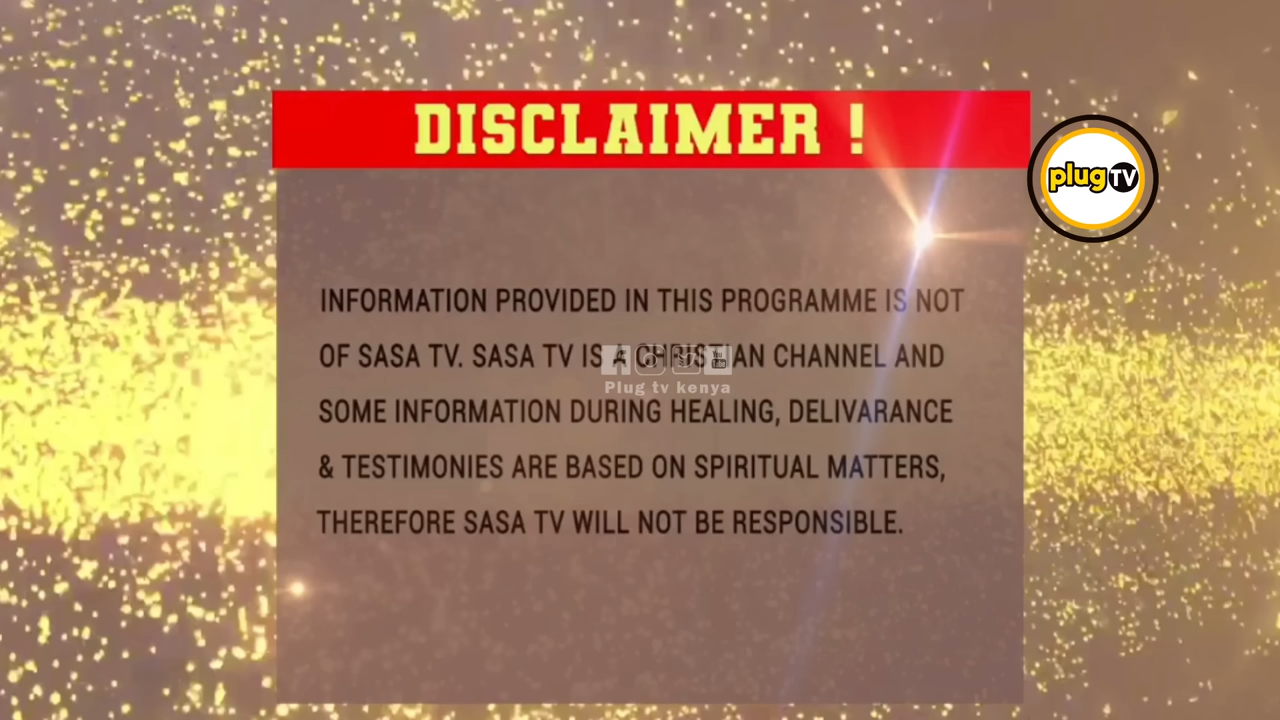 DISCLAIMER !
plug TV
INFORMATION PROVIDED IN THIS PROGRAMME IS NOT
OF SASA TV. SASA TV IS A CHRISTIAN CHANNEL AND
Plug tv kenya
SOME INFORMATION DURING HEALING, DELIVARANCE
& TESTIMONIES ARE BASED ON SPIRITUAL MATTERS,
THEREFORE SASA TV WILL NOT BE RESPONSIBLE.